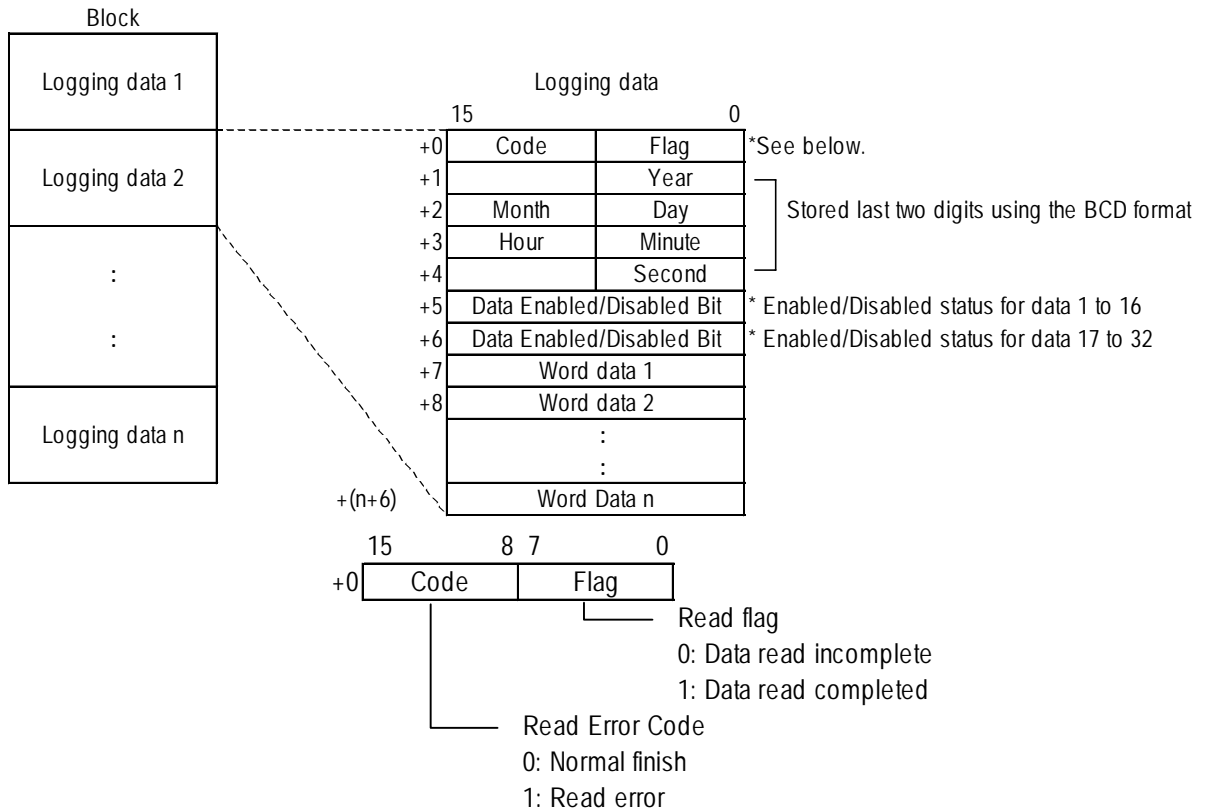 Block
Logging data 1
Logging data 2
:
:
Logging data n
Logging data
15 0
+0 Code Flag *See below.
+1 Year
+2 Month Day Stored last two digits using the BCD format
+3 Hour Minute
+4 Second
+5 Data Enabled/Disabled Bit * Enabled/Disabled status for data 1 to 16
+6 Data Enabled/Disabled Bit * Enabled/Disabled status for data 17 to 32
+7 Word data 1
+8 Word data 2
:
:
+(n+6) Word Data n
15 8 7 0
+0 Code Flag
Read flag
0: Data read incomplete
1: Data read completed
Read Error Code
0: Normal finish
1: Read error